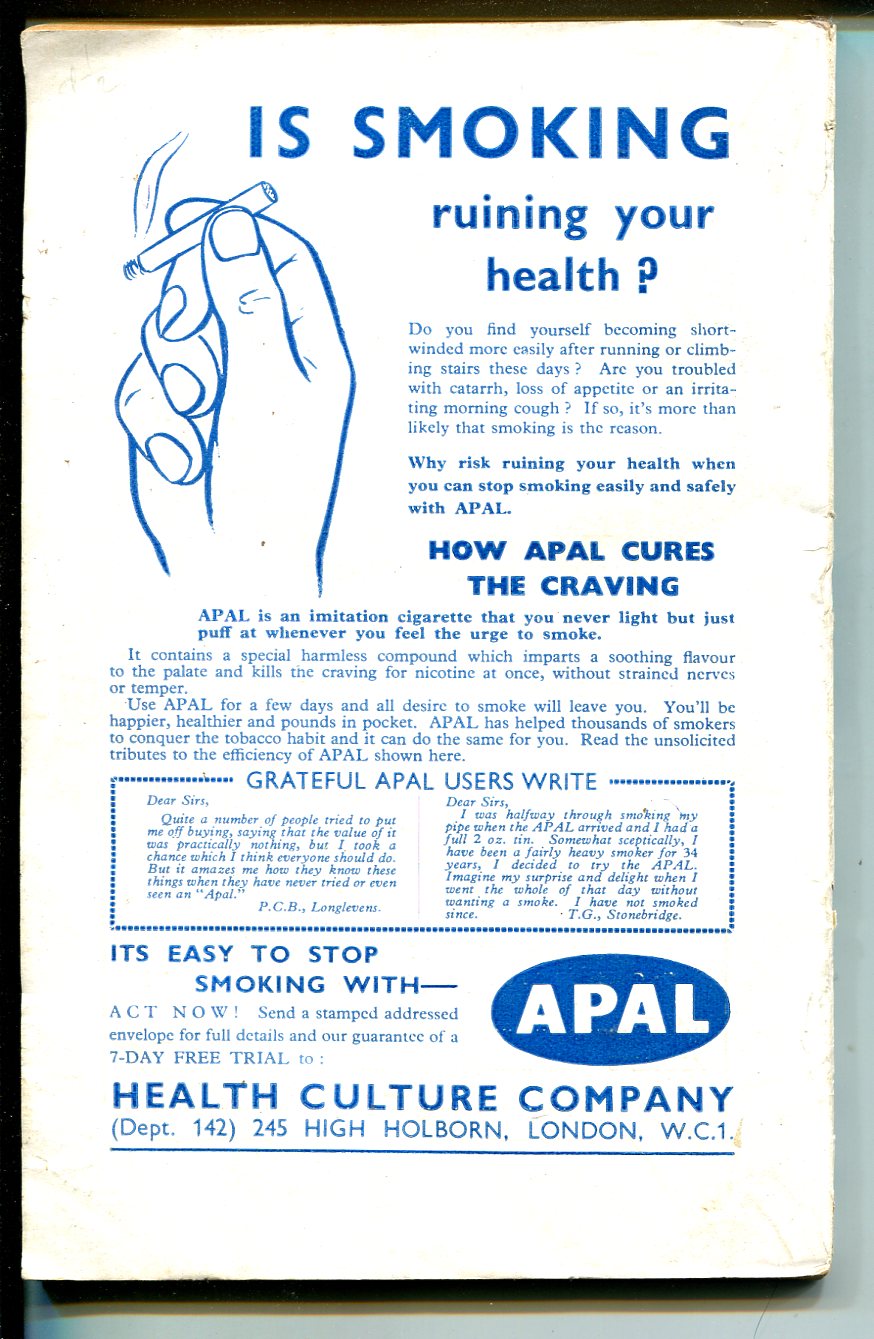 IS SMOKING
ruining your
health ?
Do you find yourself becoming short-
winded more easily after running or climb-
ing stairs these days ? Are you troubled
with catarrh, loss of appetite or an irrita-
ting morning cough ? If so, it's more than
likely that smoking is the reason.
Why risk ruining your health when
you can stop smoking easily and safely
with APAL.
HOW APAL CURES
THE CRAVING
APAL is an imitation cigarette that you never light but just
puff at whenever you feel the urge to smoke.
It contains a special harmless compound which imparts a soothing flavour
to the palate and kills the craving for nicotine at once, without strained nerves
or temper.
Use APAL for a few days and all desire to smoke will leave you. You'll be
happier, healthier and pounds in pocket. APAL has helped thousands of smokers
to conquer the tobacco habit and it can do the same for you. Read the unsolicited
tributes to the efficiency of APAL shown here.
GRATEFUL APAL USERS WRITE
Dear Sirs,
Quite a number of people tried to put
me off buying, saying that the value of it
was practically nothing, but I took a
chance which I think everyone should do.
But it amazes me how they know these
things when they have never tried or even
seen an "Apal."
P.C.B., Longlevens.
Dear Sirs,
I was halfway through smoking my
pipe when the APAL arrived and I had a
full 2 oz. tin. Somewhat sceptically, I
have been a fairly heavy smoker for 34
years, I decided to try the APAL.
Imagine my surprise and delight when I
went the whole of that day without
wanting a smoke. I have not smoked
since. T.G., Stonebridge.
ITS EASY TO STOP
SMOKING WITH—
ACT NOW! Send a stamped addressed
envelope for full details and our guarantee of a
7-DAY FREE TRIAL to :
APAL
HEALTH CULTURE COMPANY
(Dept. 142) 245 HIGH HOLBORN, LONDON, W.C.1.